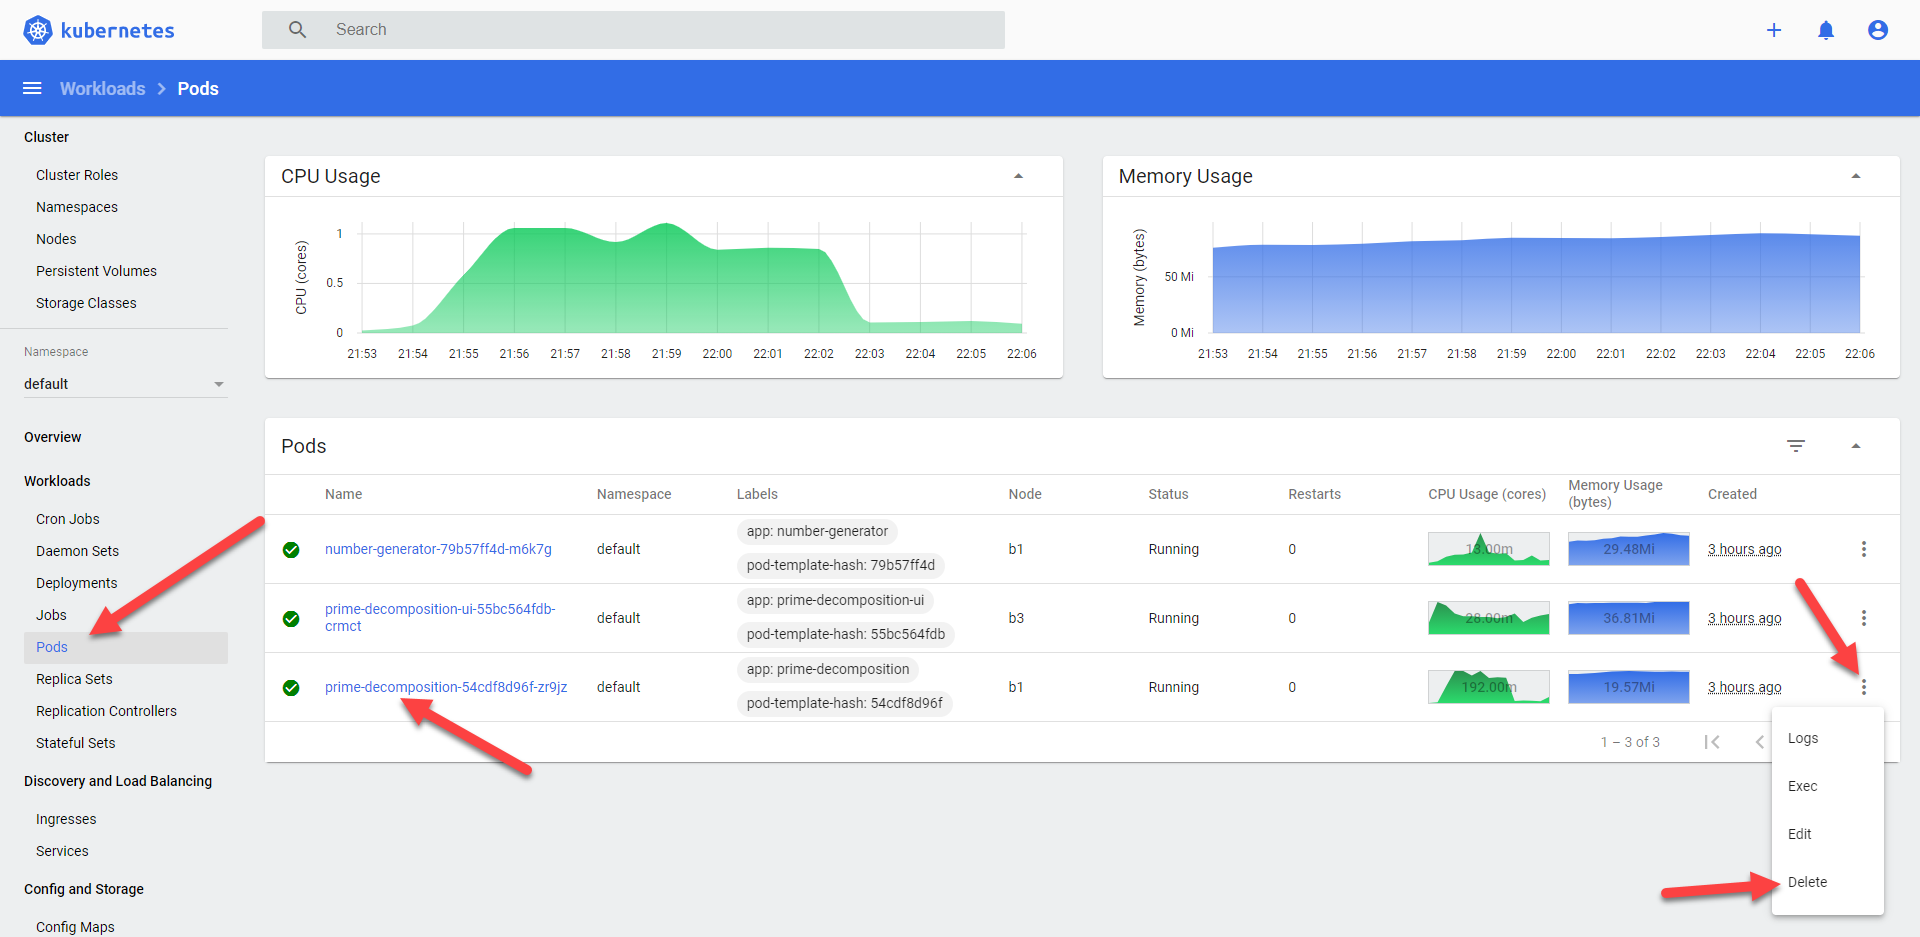 kubernetes
Search
Workloads > Pods
Cluster
Cluster Roles
Namespaces
Nodes
Persistent Volumes
Storage Classes
Namespace
default
Overview
Workloads
Cron Jobs
Daemon Sets
Deployments
Jobs
Pods
Replica Sets
Replication Controllers
Stateful Sets
Discovery and Load Balancing
Ingresses
Services
Config and Storage
Config Maps
CPU Usage
CPU (cores)
1
0.5
0
21:53 21:54 21:55 21:56 21:57 21:58 21:59 22:00 22:01 22:02 22:03 22:04 22:05 22:06
Memory Usage
Memory (bytes)
50 Mi
0 Mi
21:53 21:54 21:55 21:56 21:57 21:58 21:59 22:00 22:01 22:02 22:03 22:04 22:05 22:06
Pods
Name Namespace Labels Node Status Restarts CPU Usage (cores) Memory Usage (bytes) Created
number-generator-79b57ff4d-m6k7g default app: number-generator b1 Running 0 13.00m 29.48Mi 3 hours ago
pod-template-hash: 79b57ff4d
prime-decomposition-ui-55bc564fdb-
crmct default app: prime-decomposition-ui b3 Running 0 28.00m 36.81Mi 3 hours ago
pod-template-hash: 55bc564fdb
prime-decomposition-54cdf8d96f-zr9jz default app: prime-decomposition b1 Running 0 192.00m 19.57Mi 3 hours ago
pod-template-hash: 54cdf8d96f
1 – 3 of 3
Logs
Exec
Edit
Delete